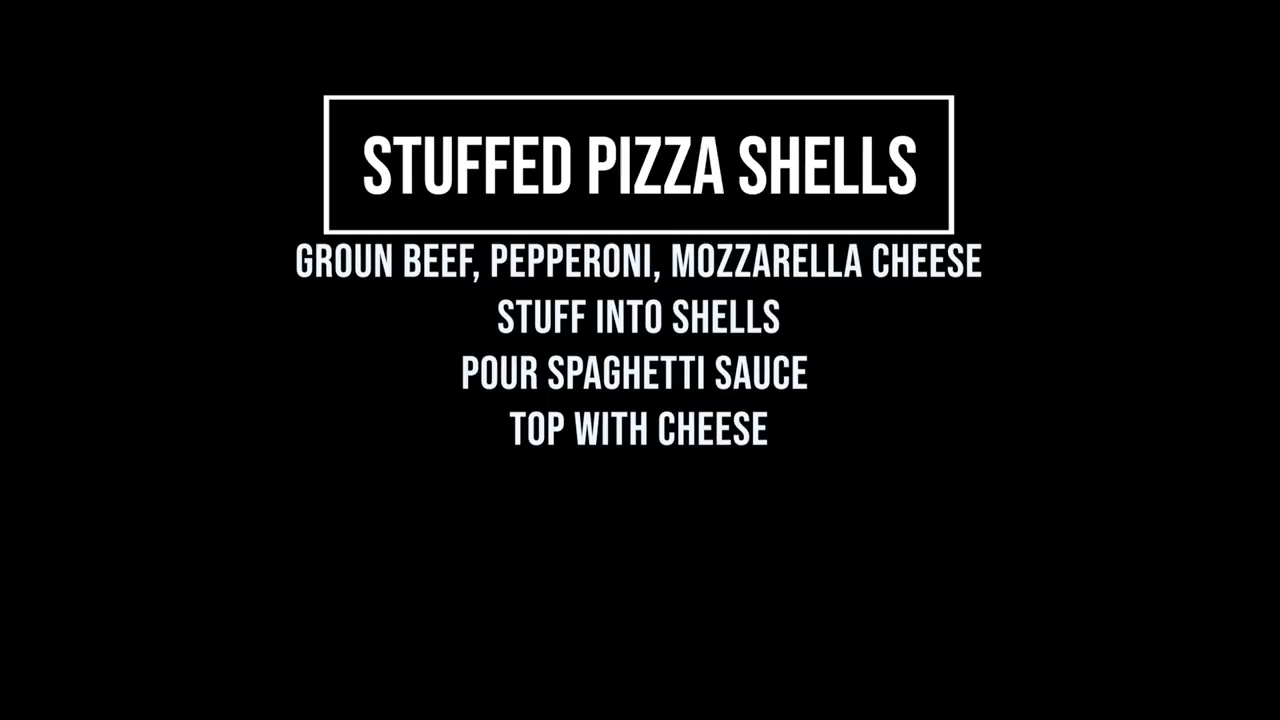 STUFFED PIZZA SHELLS
GROUN BEEF, PEPPERONI, MOZZARELLA CHEESE
STUFF INTO SHELLS
POUR SPAGHETTI SAUCE
TOP WITH CHEESE